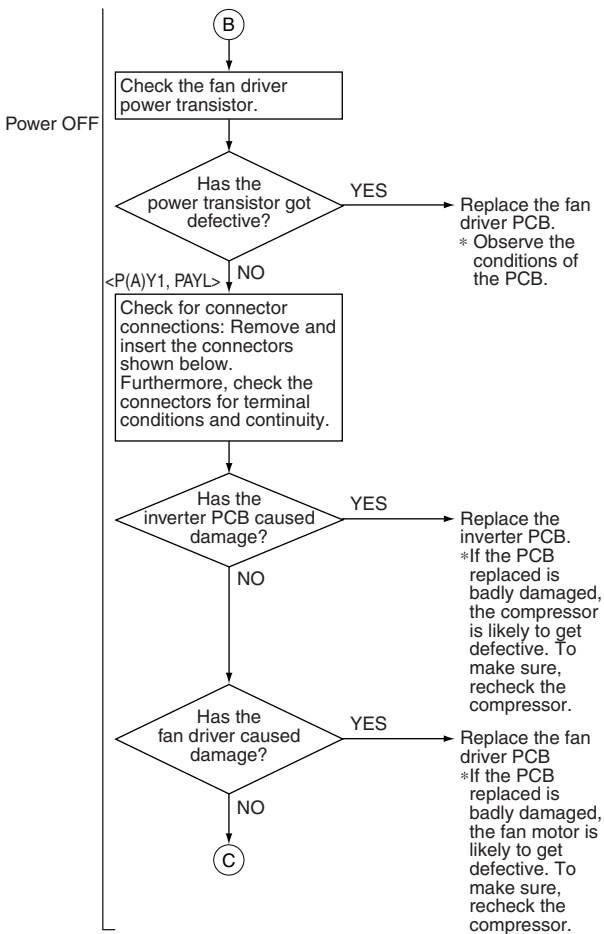 B
Check the fan driver
power transistor.
Power OFF
Has the
power transistor got
defective?
YES
Replace the fan
driver PCB.
* Observe the
conditions of
the PCB.
NO
<P(A)Y1, PAYL>
Check for connector
connections: Remove and
insert the connectors
shown below.
Furthermore, check the
connectors for terminal
conditions and continuity.
Has the
inverter PCB caused
damage?
YES
Replace the
inverter PCB.
*If the PCB
replaced is
badly damaged,
the compressor
is likely to get
defective. To
make sure,
recheck the
compressor.
NO
Has the
fan driver caused
damage?
YES
Replace the fan
driver PCB
*If the PCB
replaced is
badly damaged,
the fan motor is
likely to get
defective. To
make sure,
recheck the
compressor.
NO
C